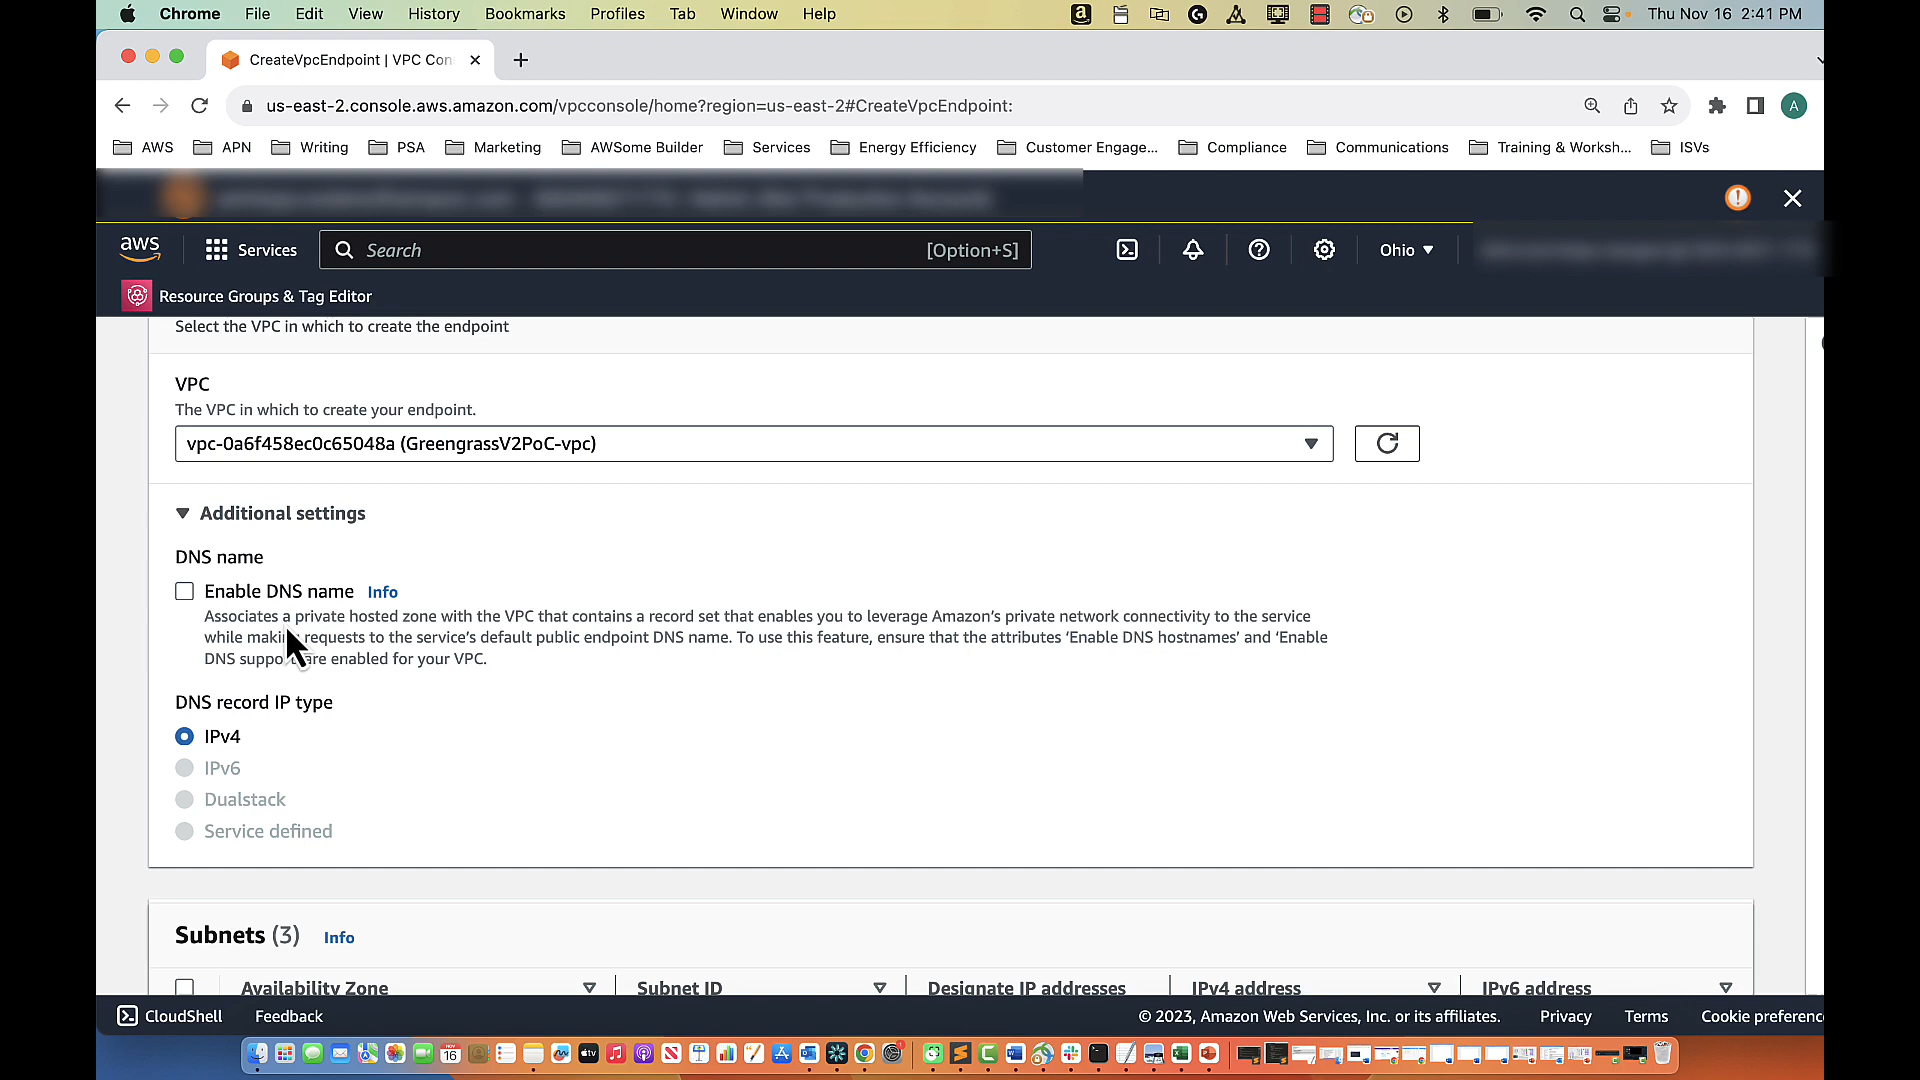 Chrome File Edit View History Bookmarks Profiles Tab Window Help Thu Nov 16 2:41 PM
CreateVpcEndpoint | VPC Con
us-east-2.console.aws.amazon.com/vpcconsole/home?region=us-east-2#CreateVpcEndpoint: A
AWS APN Writing PSA Marketing AWSome Builder Services Energy Efficiency Customer Engage... Compliance Communications Training & Worksh... ISVs
aws Services Search [Option+S] Ohio
Resource Groups & Tag Editor
Select the VPC in which to create the endpoint
VPC
The VPC in which to create your endpoint.
vpc-0a6f458ec0c65048a (GreengrassV2PoC-vpc)
Additional settings
DNS name
Enable DNS name Info
Associates a private hosted zone with the VPC that contains a record set that enables you to leverage Amazon's private network connectivity to the service
while making requests to the service's default public endpoint DNS name. To use this feature, ensure that the attributes 'Enable DNS hostnames' and 'Enable
DNS support' are enabled for your VPC.
DNS record IP type
IPv4
IPv6
Dualstack
Service defined
Subnets (3) Info
Availability Zone Subnet ID Designate IP addresses IPv4 address IPv6 address
CloudShell Feedback © 2023, Amazon Web Services, Inc. or its affiliates. Privacy Terms Cookie preferenc
NOV 16 tv